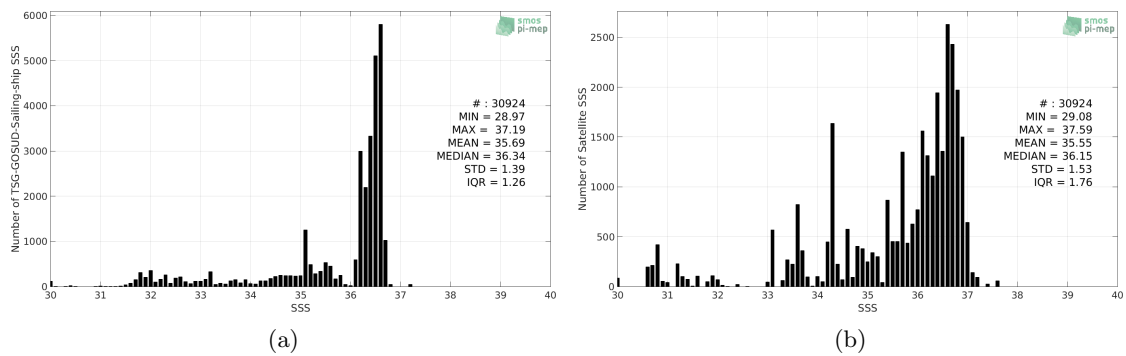 Number of TSG-GOSUD-Sailing-ship SSS
6000
5000
4000
3000
2000
1000
0
30 31 32 33 34 35 36 37 38 39 40
SSS
smos
pi-mep
# : 30924
MIN = 28.97
MAX = 37.19
MEAN = 35.69
MEDIAN = 36.34
STD = 1.39
IQR = 1.26
(a)
Number of Satellite SSS
2500
2000
1500
1000
500
0
30 31 32 33 34 35 36 37 38 39 40
SSS
smos
pi-mep
# : 30924
MIN = 29.08
MAX = 37.59
MEAN = 35.55
MEDIAN = 36.15
STD = 1.53
IQR = 1.76
(b)